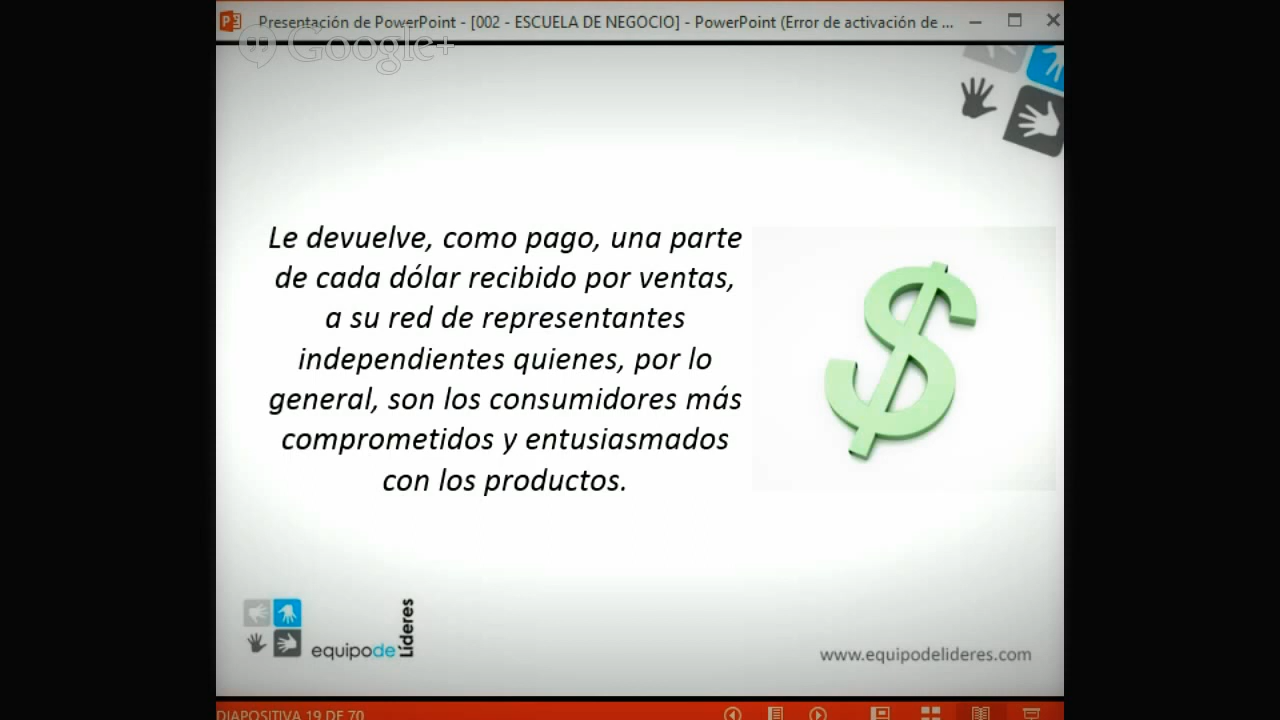 Presentación de PowerPoint - [002 - ESCUELA DE NEGOCIO] - PowerPoint (Error de activación de ...
Google+
Le devuelve, como pago, una parte
de cada dólar recibido por ventas,
a su red de representantes
independientes quienes, por lo
general, son los consumidores más
comprometidos y entusiasmados
con los productos.
equipode Líderes
www.equipodelideres.com
DIAPOSITIVA 19 DE 70